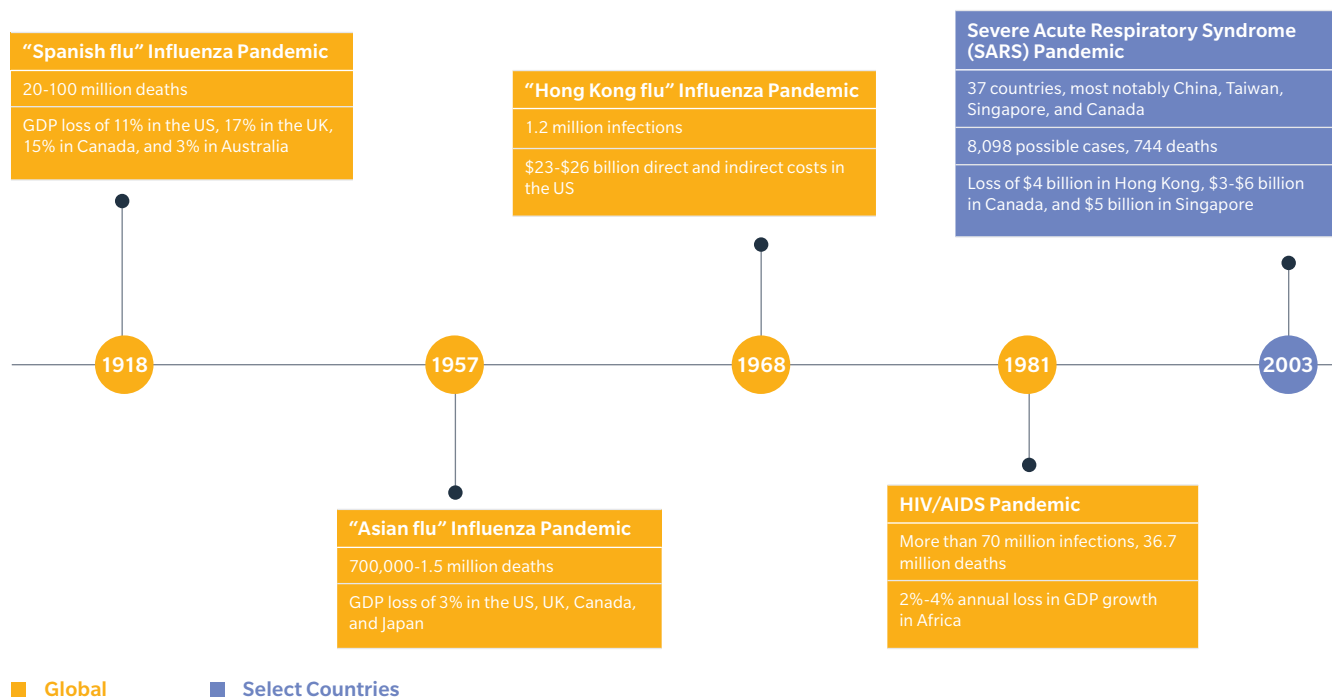 “Spanish flu” Influenza Pandemic
20-100 million deaths
GDP loss of 11% in the US, 17% in the UK,
15% in Canada, and 3% in Australia
“Hong Kong flu” Influenza Pandemic
1.2 million infections
$23-$26 billion direct and indirect costs in
the US
Severe Acute Respiratory Syndrome
(SARS) Pandemic
37 countries, most notably China, Taiwan,
Singapore, and Canada
8,098 possible cases, 744 deaths
Loss of $4 billion in Hong Kong, $3-$6 billion
in Canada, and $5 billion in Singapore
1918
1957
1968
1981
2003
“Asian flu” Influenza Pandemic
700,000-1.5 million deaths
GDP loss of 3% in the US, UK, Canada,
and Japan
HIV/AIDS Pandemic
More than 70 million infections, 36.7
million deaths
2%-4% annual loss in GDP growth
in Africa
Global
Select Countries